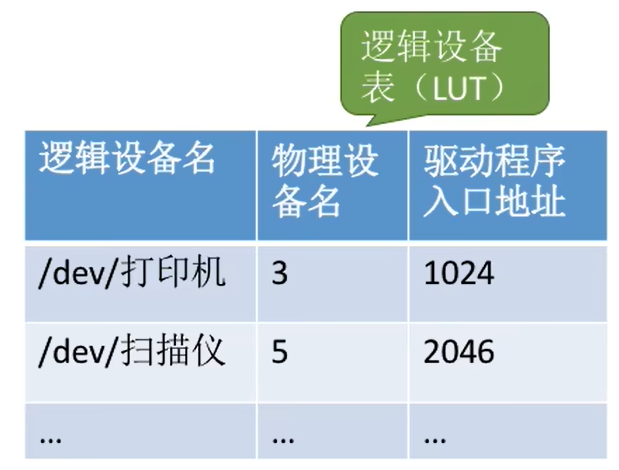 逻辑设备
表（LUT）
逻辑设备名 物理设 驱动程序
备名 入口地址
/dev/打印机 3 1024
/dev/扫描仪 5 2046
... ... ...